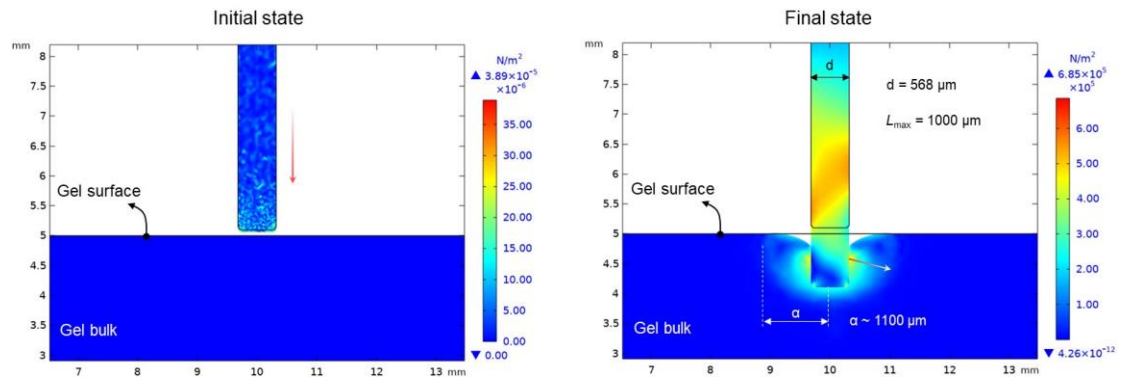 Initial state
mm
8
7.5
7
6.5
6
5.5
5
4.5
4
3.5
3
7 8 9 10 11 12 13 mm
Gel surface
Gel bulk
N/m²
▲ 3.89×10⁻⁵
×10⁻⁶
35.00
30.00
25.00
20.00
15.00
10.00
5.00
0.00
▼ 0.00
Final state
mm
8
7.5
7
6.5
6
5.5
5
4.5
4
3.5
3
7 8 9 10 11 12 13 mm
d
d = 568 µm
Lmax = 1000 µm
Gel surface
α
α ~ 1100 µm
Gel bulk
N/m²
▲ 6.85×10⁵
×10⁵
6.00
5.00
4.00
3.00
2.00
1.00
▼ 4.26×10⁻¹²